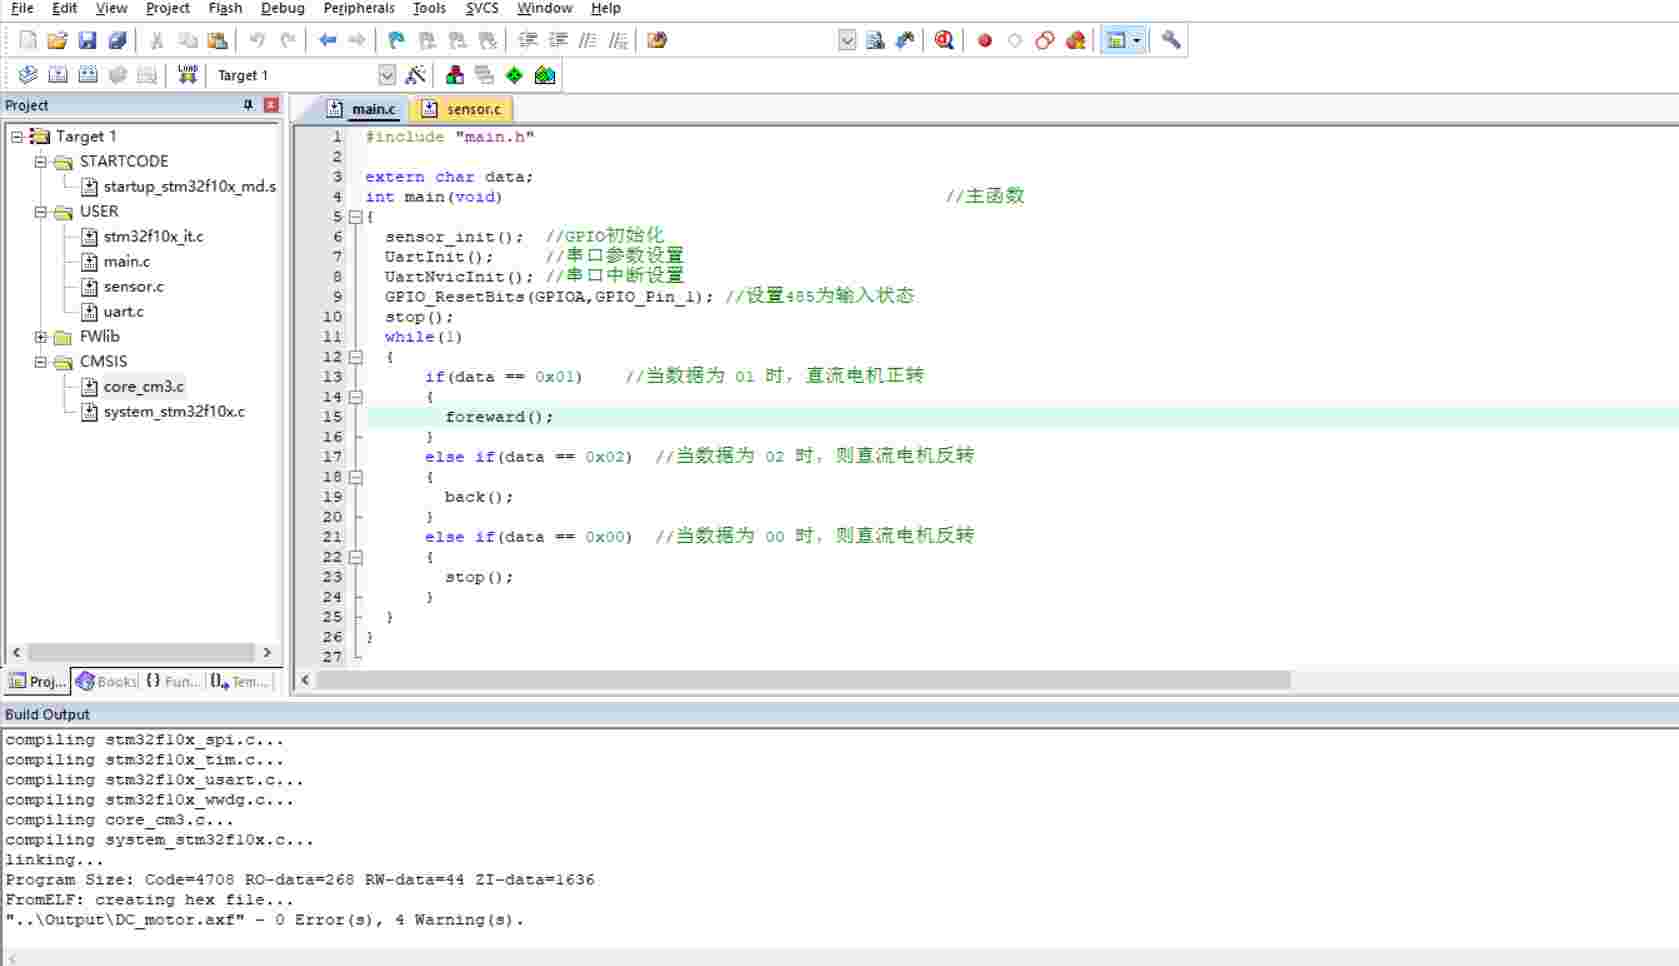 File Edit View Project Flash Debug Peripherals Tools SVCS Window Help
LOAD Target 1
Project
Target 1
STARTCODE
startup_stm32f10x_md.s
USER
stm32f10x_it.c
main.c
sensor.c
uart.c
FWlib
CMSIS
core_cm3.c
system_stm32f10x.c
Proj... Books {} Fun... Tem...
main.c sensor.c
1 #include "main.h"
2
3 extern char data;
4 int main(void) //主函数
5 {
6 sensor_init(); //GPIO初始化
7 UartInit(); //串口参数设置
8 UartNvicInit(); //串口中断设置
9 GPIO_ResetBits(GPIOA,GPIO_Pin_1); //设置485为输入状态
10 stop();
11 while(1)
12 {
13 if(data == 0x01) //当数据为 01 时，直流电机正转
14 {
15 foreward();
16 }
17 else if(data == 0x02) //当数据为 02 时，则直流电机反转
18 {
19 back();
20 }
21 else if(data == 0x00) //当数据为 00 时，则直流电机反转
22 {
23 stop();
24 }
25 }
26 }
27
Build Output
compiling stm32f10x_spi.c...
compiling stm32f10x_tim.c...
compiling stm32f10x_usart.c...
compiling stm32f10x_wwdg.c...
compiling core_cm3.c...
compiling system_stm32f10x.c...
linking...
Program Size: Code=4708 RO-data=268 RW-data=44 ZI-data=1636
FromELF: creating hex file...
"..\Output\DC_motor.axf" - 0 Error(s), 4 Warning(s).